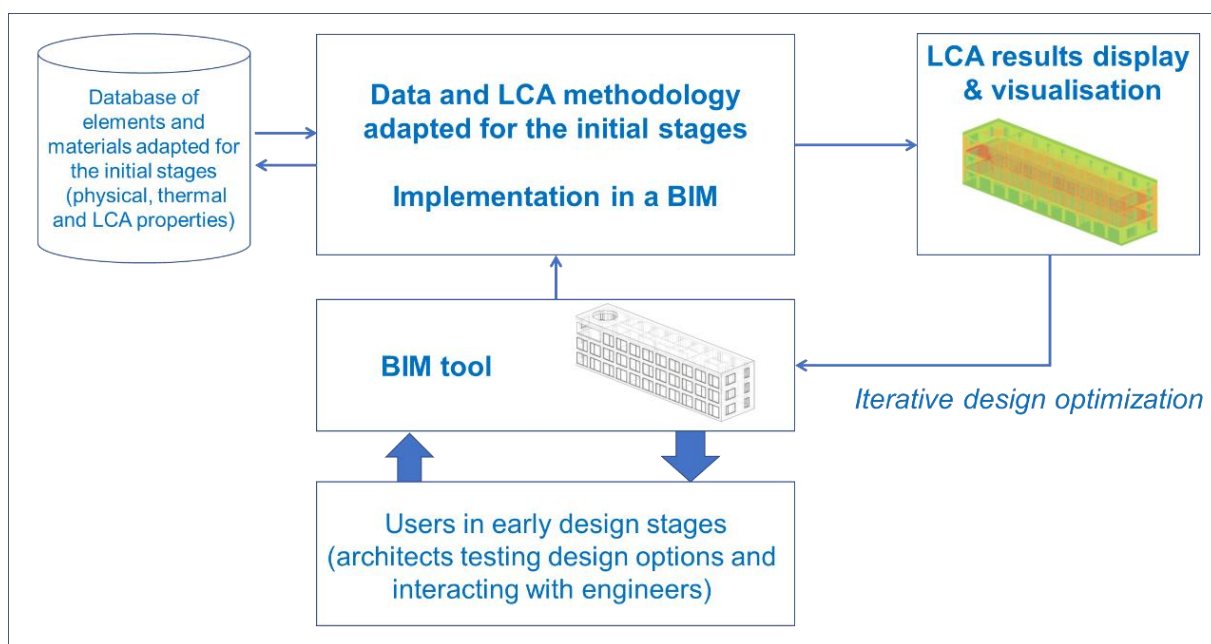 Database of
elements and
materials adapted for
the initial stages
(physical, thermal
and LCA properties)
Data and LCA methodology
adapted for the initial stages
Implementation in a BIM
LCA results display
& visualisation
BIM tool
Iterative design optimization
Users in early design stages
(architects testing design options and
interacting with engineers)